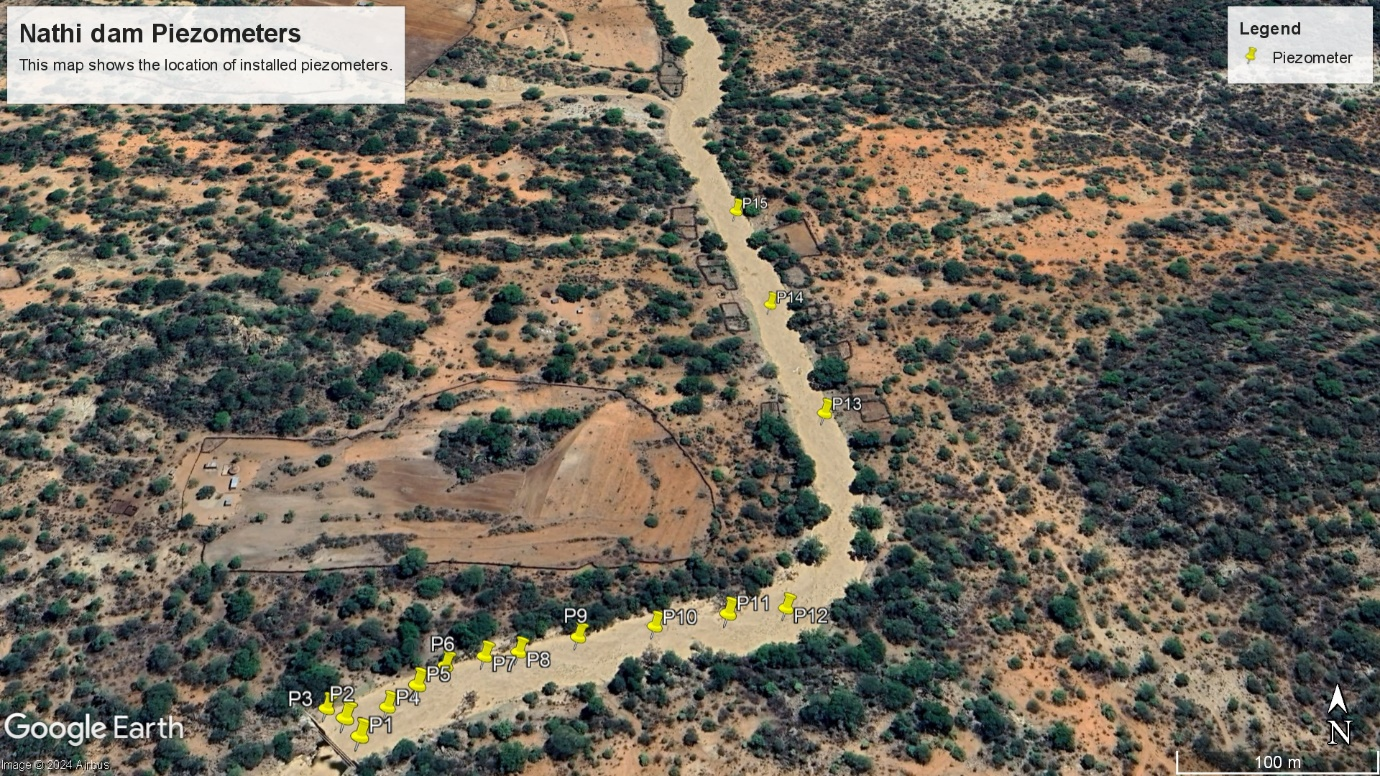 Nathi dam Piezometers
This map shows the location of installed piezometers.
Legend
Piezometer
P15
P14
P13
P12
P11
P10
P9
P8
P7
P6
P5
P4
P3
P2
P1
Google Earth
Image © 2024 Airbus
N
100 m